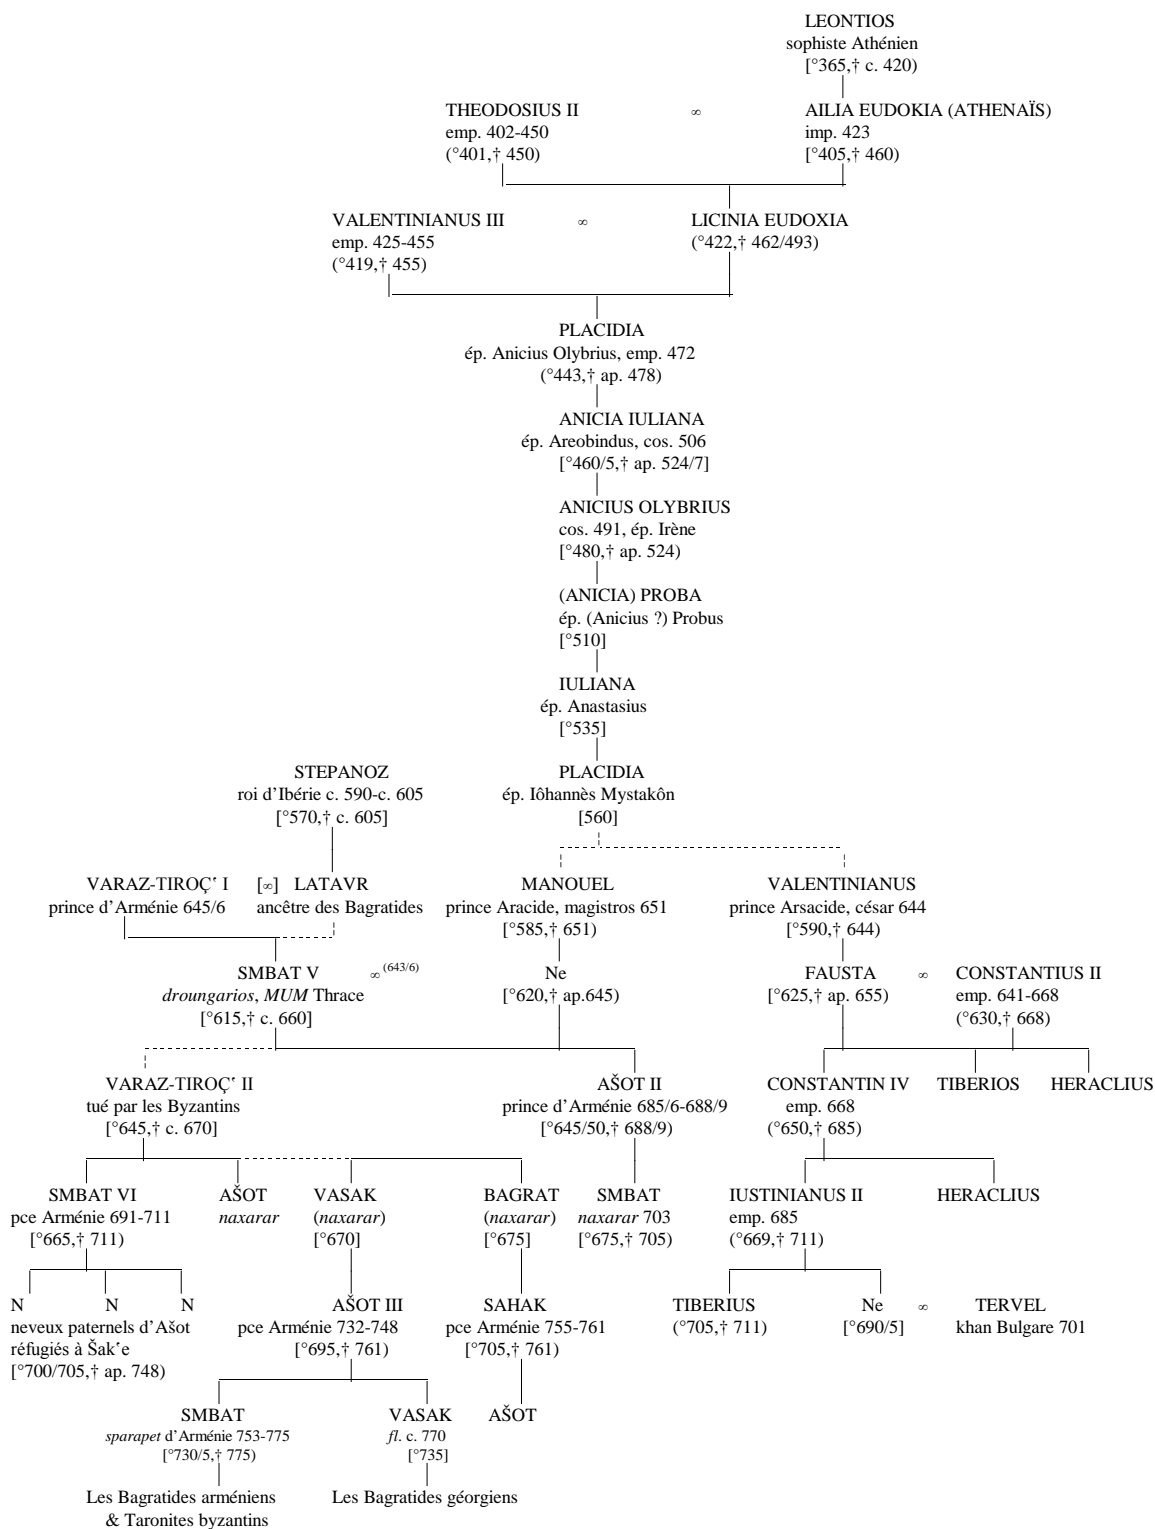 LEONTIOS
sophiste Athénien
[°365,† c. 420)
THEODOSIUS II ∞ AILIA EUDOKIA (ATHENAÏS)
emp. 402-450 imp. 423
(°401,† 450) [°405,† 460)
VALENTINIANUS III ∞ LICINIA EUDOXIA
emp. 425-455 (°422,† 462/493)
(°419,† 455)
PLACIDIA
ép. Anicius Olybrius, emp. 472
(°443,† ap. 478)
ANICIA IULIANA
ép. Areobindus, cos. 506
[°460/5,† ap. 524/7]
ANICIUS OLYBRIUS
cos. 491, ép. Irène
[°480,† ap. 524)
(ANICIA) PROBA
ép. (Anicius ?) Probus
[°510]
IULIANA
ép. Anastasius
[°535]
STEPANOZ PLACIDIA
roi d’Ibérie c. 590-c. 605 ép. Iôhannès Mystakôn
[°570,† c. 605] [560]
VARAZ-TIROÇʿ I [∞] LATAVR MANOUEL VALENTINIANUS
prince d’Arménie 645/6 ancêtre des Bagratides prince Aracide, magistros 651 prince Arsacide, césar 644
[°585,† 651) [°590,† 644)
SMBAT V ∞ (643/6) Ne FAUSTA ∞ CONSTANTIUS II
droungarios, MUM Thrace [°620,† ap.645) [°625,† ap. 655) emp. 641-668
[°615,† c. 660] (°630,† 668)
VARAZ-TIROÇʿ II AŠOT II CONSTANTIN IV TIBERIOS HERACLIUS
tué par les Byzantins prince d’Arménie 685/6-688/9 emp. 668
[°645,† c. 670] [°645/50,† 688/9) (°650,† 685)
SMBAT VI AŠOT VASAK BAGRAT SMBAT IUSTINIANUS II HERACLIUS
pce Arménie 691-711 naxarar (naxarar) (naxarar) naxarar 703 emp. 685
[°665,† 711) [°670] [°675] [°675,† 705) (°669,† 711)
N N N AŠOT III SAHAK TIBERIUS Ne ∞ TERVEL
neveux paternels d’Ašot pce Arménie 732-748 pce Arménie 755-761 (°705,† 711) [°690/5] khan Bulgare 701
réfugiés à Šakʿe [°695,† 761) [°705,† 761)
[°700/705,† ap. 748)
SMBAT VASAK AŠOT
sparapet d’Arménie 753-775 fl. c. 770
[°730/5,† 775) [°735]
Les Bagratides arméniens Les Bagratides géorgiens
& Taronites byzantins